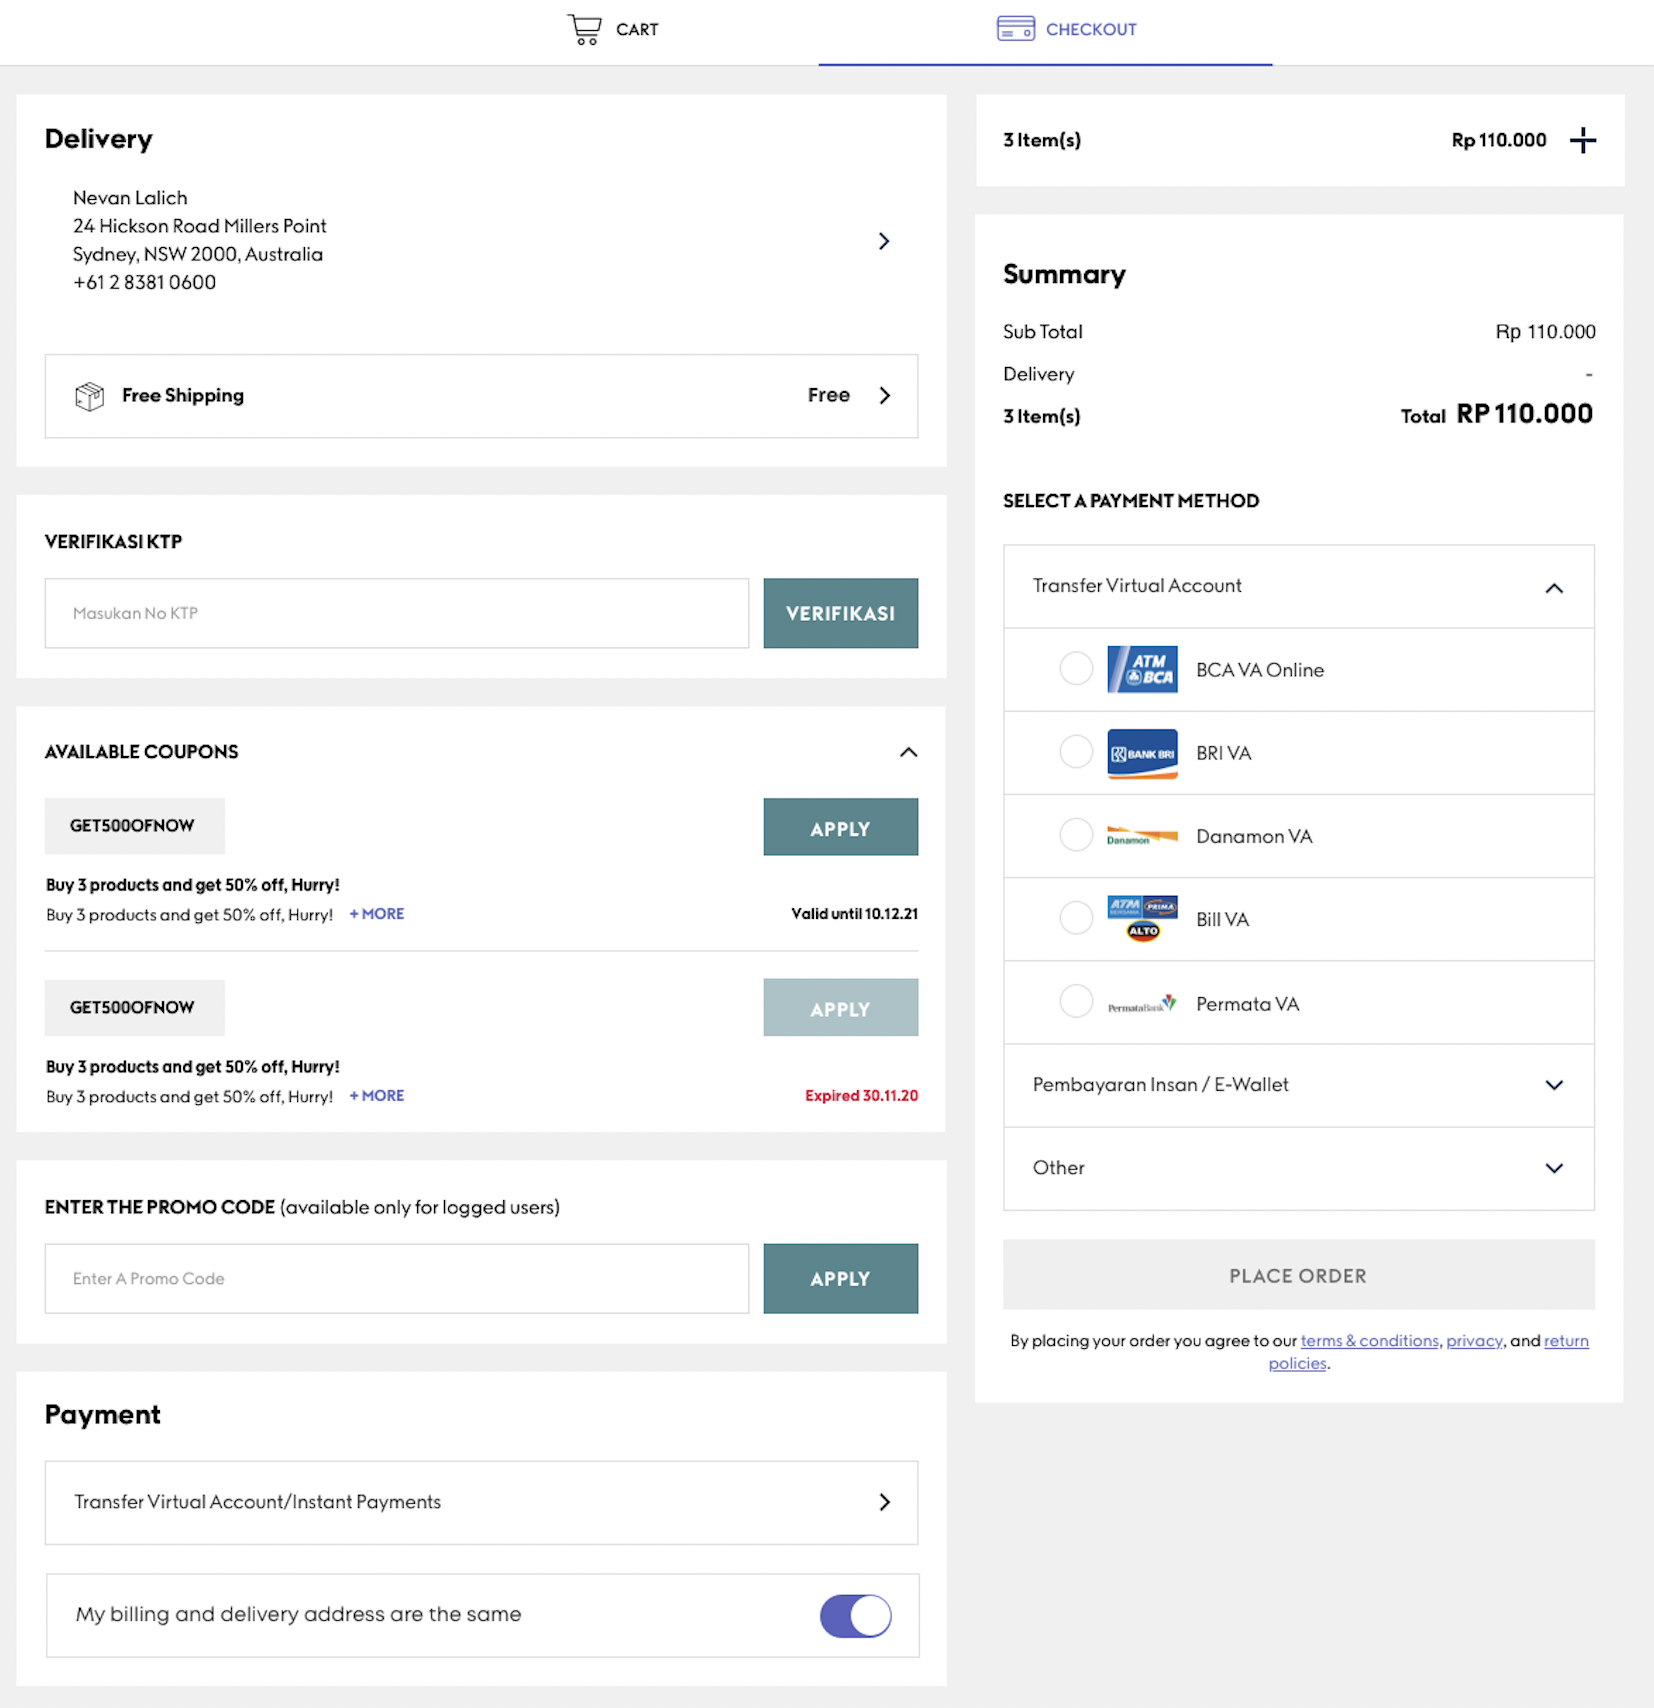 CART
CHECKOUT
Delivery
Nevan Lalich
24 Hickson Road Millers Point
Sydney, NSW 2000, Australia
+61 2 8381 0600
Free Shipping Free
VERIFIKASI KTP
Masukan No KTP
VERIFIKASI
AVAILABLE COUPONS
GET500OFNOW
APPLY
Buy 3 products and get 50% off, Hurry!
Buy 3 products and get 50% off, Hurry! + MORE
Valid until 10.12.21
GET500OFNOW
APPLY
Buy 3 products and get 50% off, Hurry!
Buy 3 products and get 50% off, Hurry! + MORE
Expired 30.11.20
ENTER THE PROMO CODE (available only for logged users)
Enter A Promo Code
APPLY
Payment
Transfer Virtual Account/Instant Payments
My billing and delivery address are the same
3 Item(s) Rp 110.000
Summary
Sub Total Rp 110.000
Delivery -
3 Item(s) Total RP 110.000
SELECT A PAYMENT METHOD
Transfer Virtual Account
ATM
BCA
BCA VA Online
BANK BRI
BRI VA
Danamon
Danamon VA
ATM
BERSAMA
PRIMA
ALTO
Bill VA
PermataBank
Permata VA
Pembayaran Insan / E-Wallet
Other
PLACE ORDER
By placing your order you agree to our terms & conditions, privacy, and return
policies.